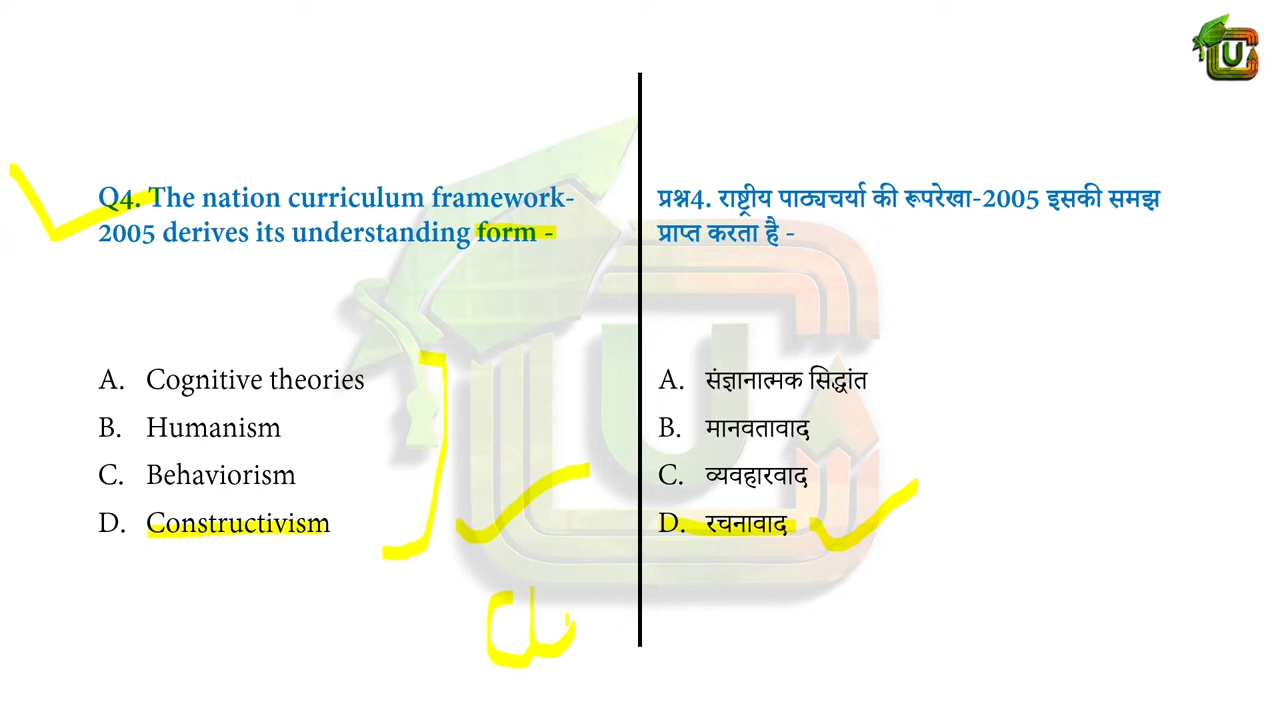 Q4. The nation curriculum framework-
2005 derives its understanding form -
A. Cognitive theories
B. Humanism
C. Behaviorism
D. Constructivism
प्रश्न4. राष्ट्रीय पाठ्यचर्या की रूपरेखा-2005 इसकी समझ
प्राप्त करता है -
A. संज्ञानात्मक सिद्धांत
B. मानवतावाद
C. व्यवहारवाद
D. रचनावाद
U
U